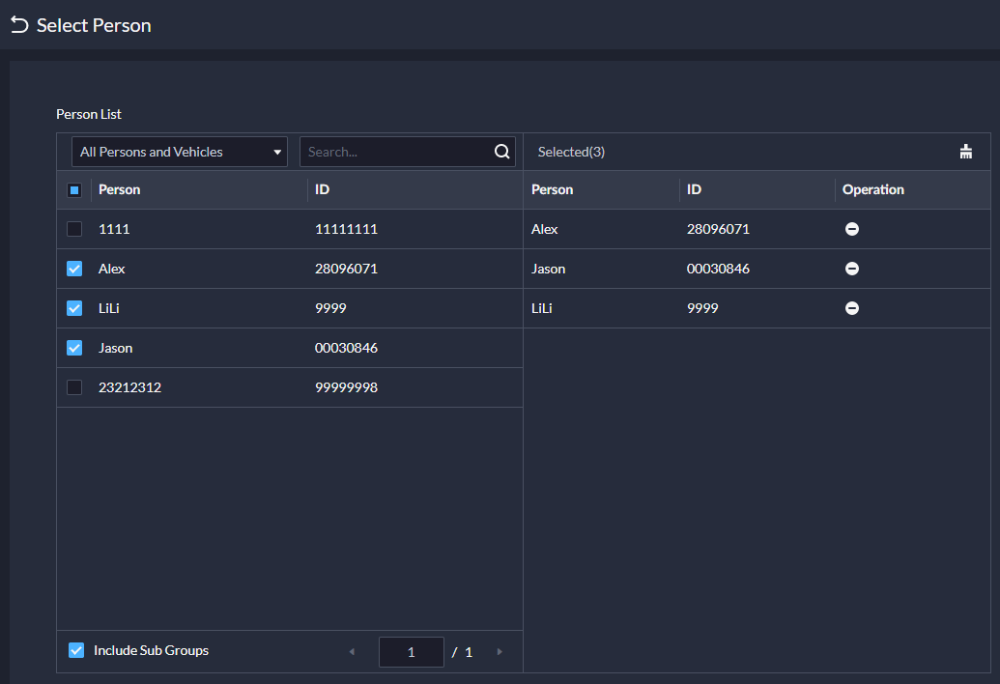 Select Person
Person List
All Persons and Vehicles Search... Selected(3)
Person ID Person ID Operation
1111 11111111 Alex 28096071
Alex 28096071 Jason 00030846
LiLi 9999 LiLi 9999
Jason 00030846
23212312 99999998
Include Sub Groups 1 / 1